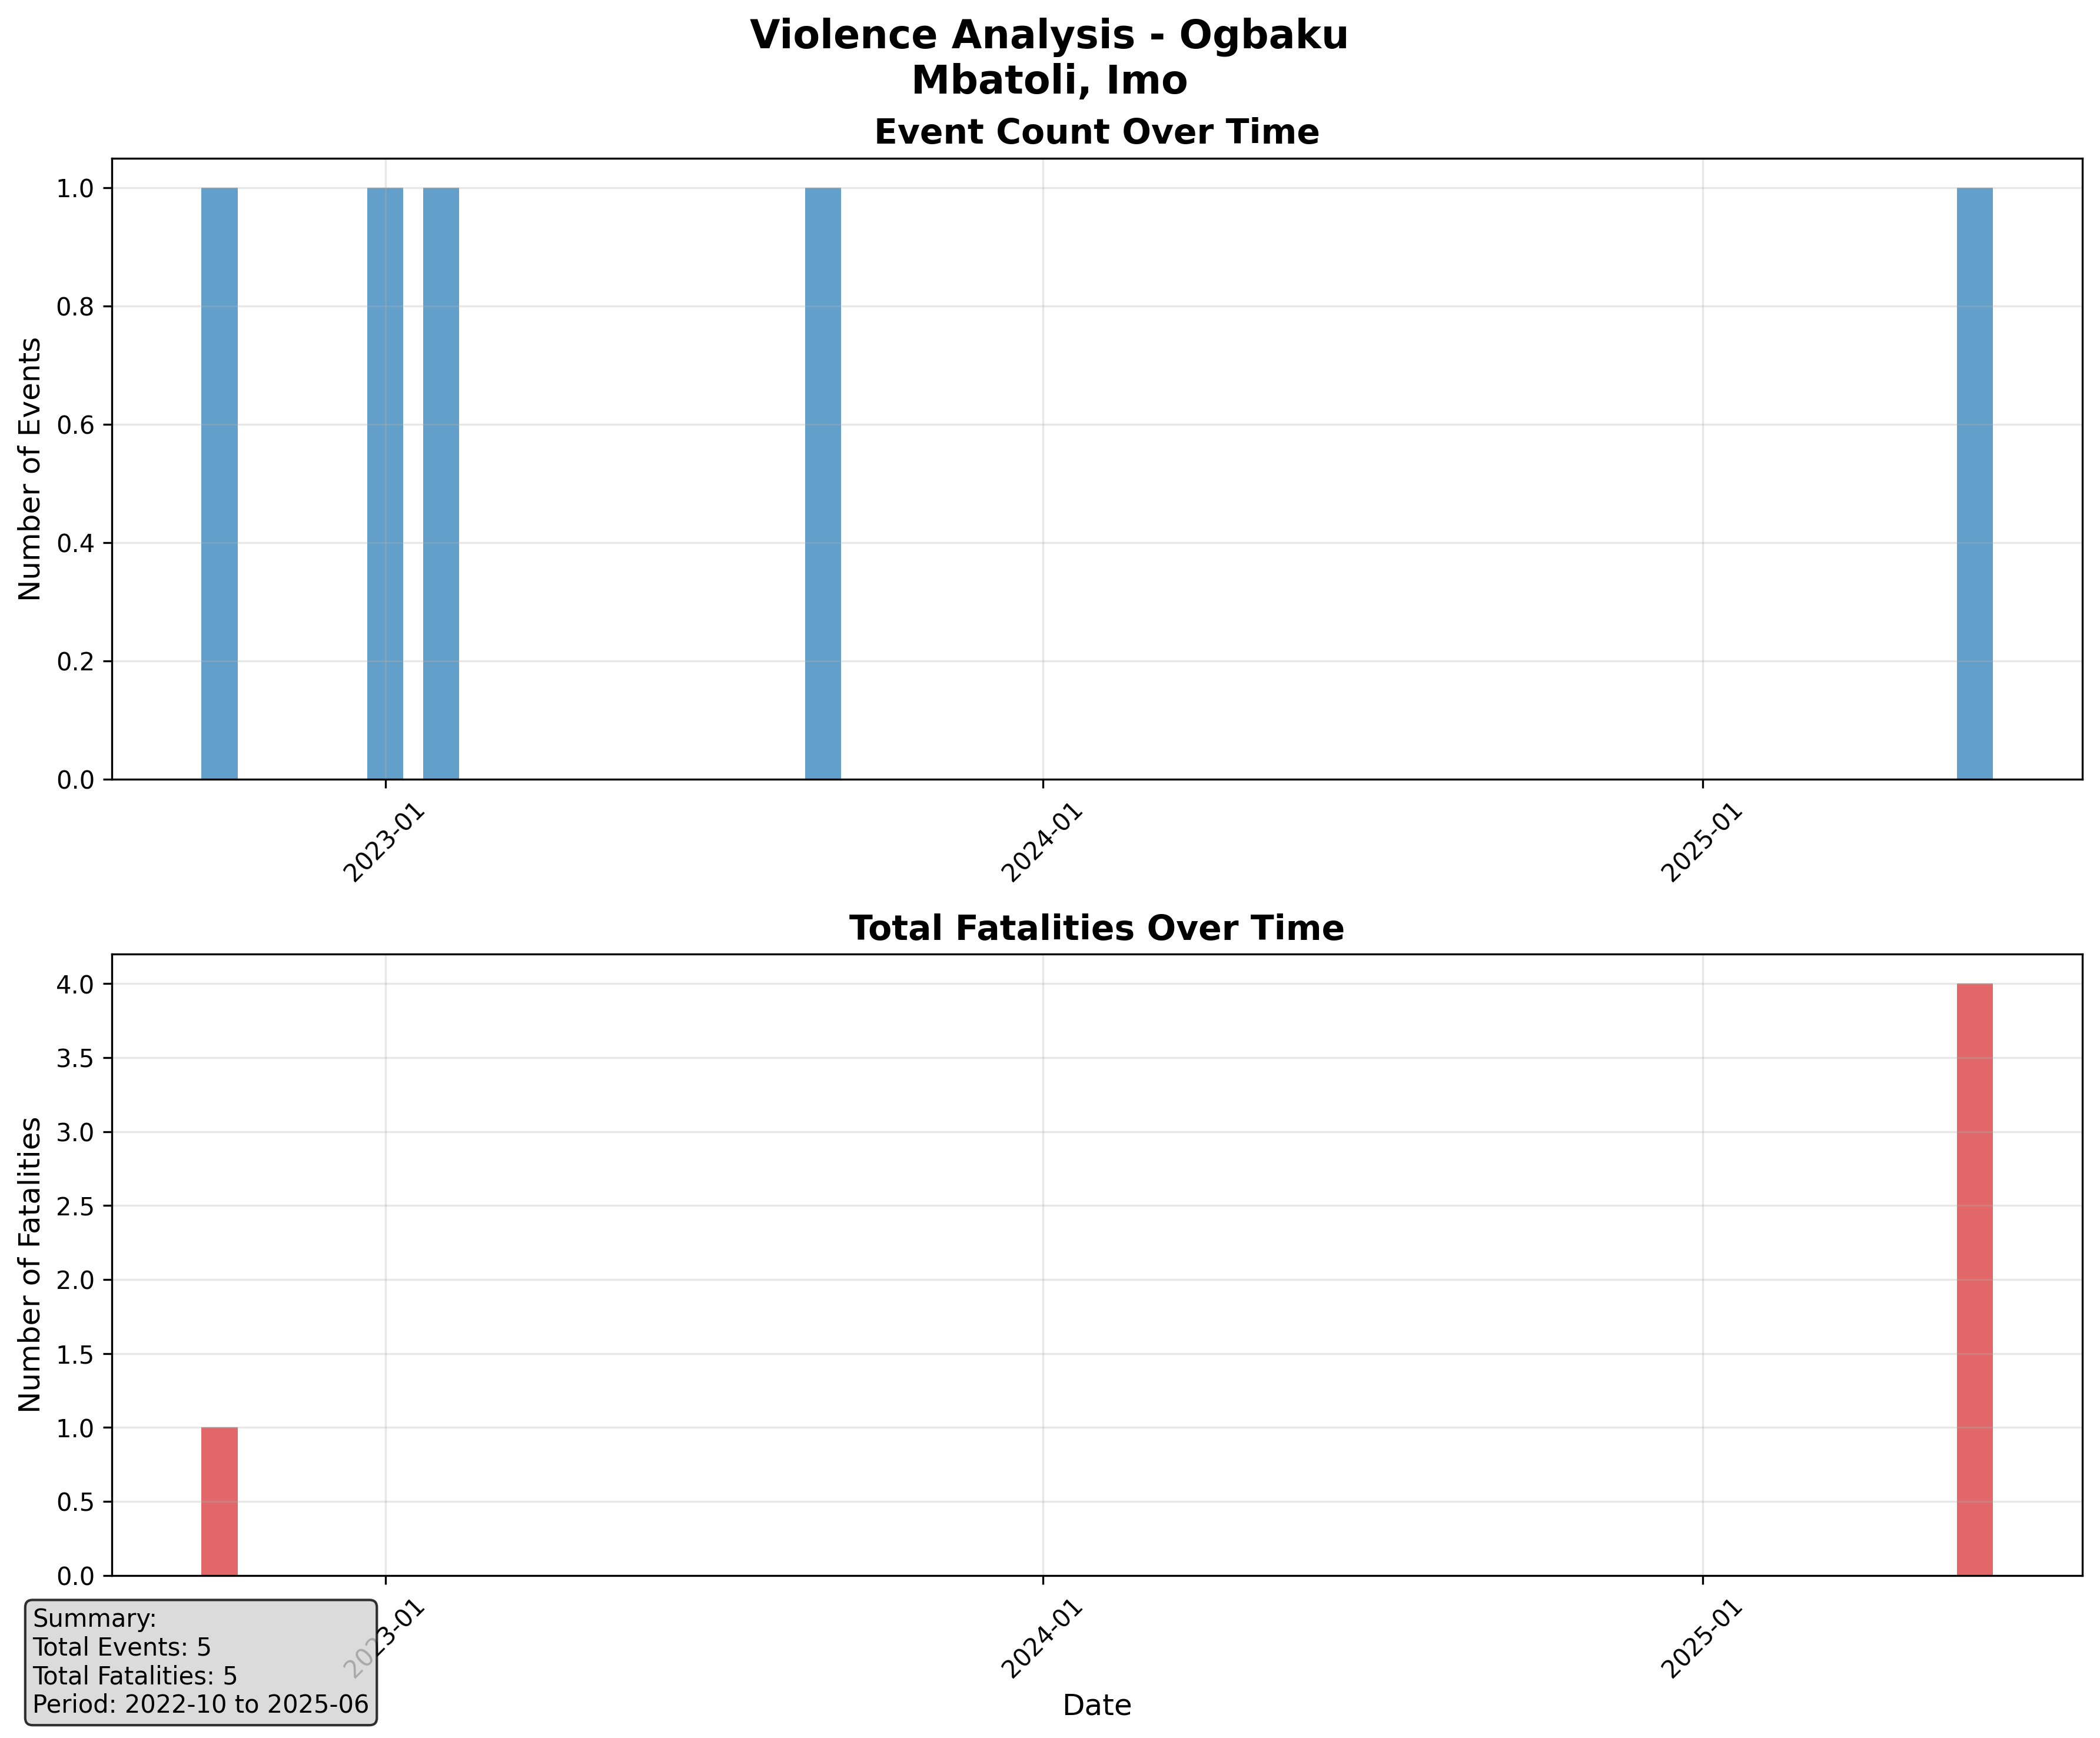 Violence Analysis - Ogbaku
Mbatoli, Imo
Event Count Over Time
Number of Events
1.0
0.8
0.6
0.4
0.2
0.0
2023-01
2024-01
2025-01
Total Fatalities Over Time
Number of Fatalities
4.0
3.5
3.0
2.5
2.0
1.5
1.0
0.5
0.0
2023-01
2024-01
2025-01
Date
Summary:
Total Events: 5
Total Fatalities: 5
Period: 2022-10 to 2025-06